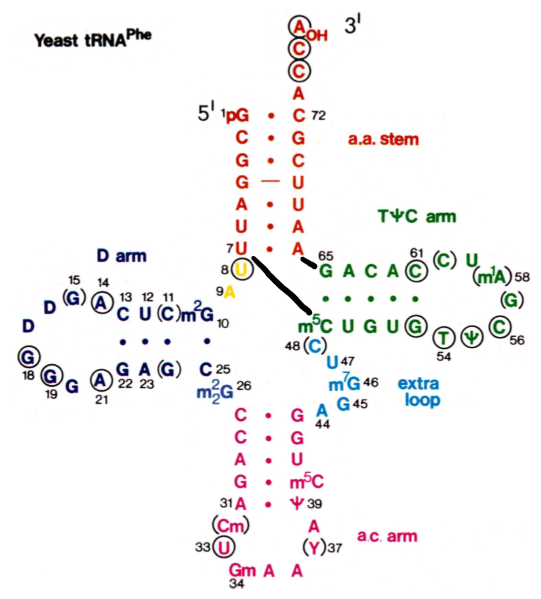 A OH 3'
Yeast tRNAPhe
C
C
A
5' 1pG • C 72
C • G
G • C a.a. stem
G — U
A • U
U • A TΨC arm
7 U • A
D arm 65 61
8 U G A C A C (C) U
9 A (m1A) 58
15 14
D (G) A 13 12 11 (G)
C U (C) m2G 10
D m5C U G U G T Ψ C 56
48 (C) 54
G 18 G 19 G A 21 G A (G) C 25
22 23
U 47
m22G 26 m7G 46 extra
A 44 G 45 loop
C • G
C • G
A • U
G • m5C
31 A • Ψ 39
(Cm) A a.c. arm
33 U (Y) 37
Gm A A
34